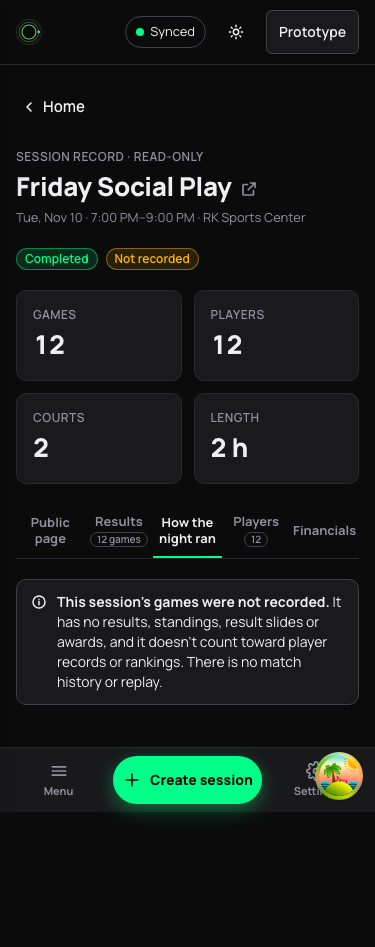 Synced
Prototype
Home
SESSION RECORD · READ-ONLY
Friday Social Play
Tue, Nov 10 · 7:00 PM–9:00 PM · RK Sports Center
Completed
Not recorded
GAMES
12
PLAYERS
12
COURTS
2
LENGTH
2 h
Public page
Results
12 games
How the night ran
Players
12
Financials
This session's games were not recorded. It
has no results, standings, result slides or
awards, and it doesn't count toward player
records or rankings. There is no match
history or replay.
Menu
Create session